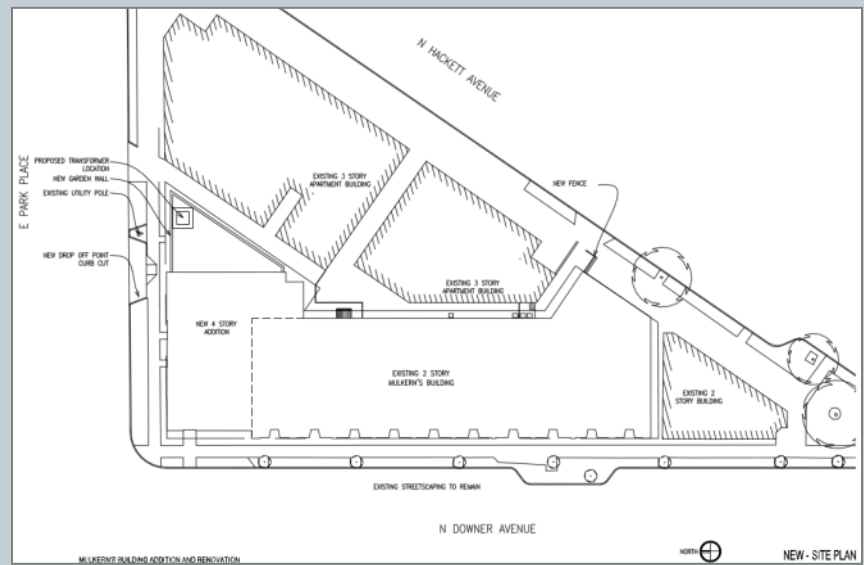 N HACKETT AVENUE
E PARK PLACE
PROPOSED TRANSFORMER
LOCATION
NEW GARDEN WALL
EXISTING UTILITY POLE
NEW DROP OFF POINT
CURB CUT
EXISTING 3 STORY
APARTMENT BUILDING
NEW FENCE
EXISTING 3 STORY
APARTMENT BUILDING
NEW 4 STORY
ADDITION
EXISTING 2 STORY
MULKERN'S BUILDING
EXISTING 2
STORY BUILDING
EXISTING STREETSCAPING TO REMAIN
N DOWNER AVENUE
MULKERN'S BUILDING ADDITION AND RENOVATION
NORTH
NEW - SITE PLAN